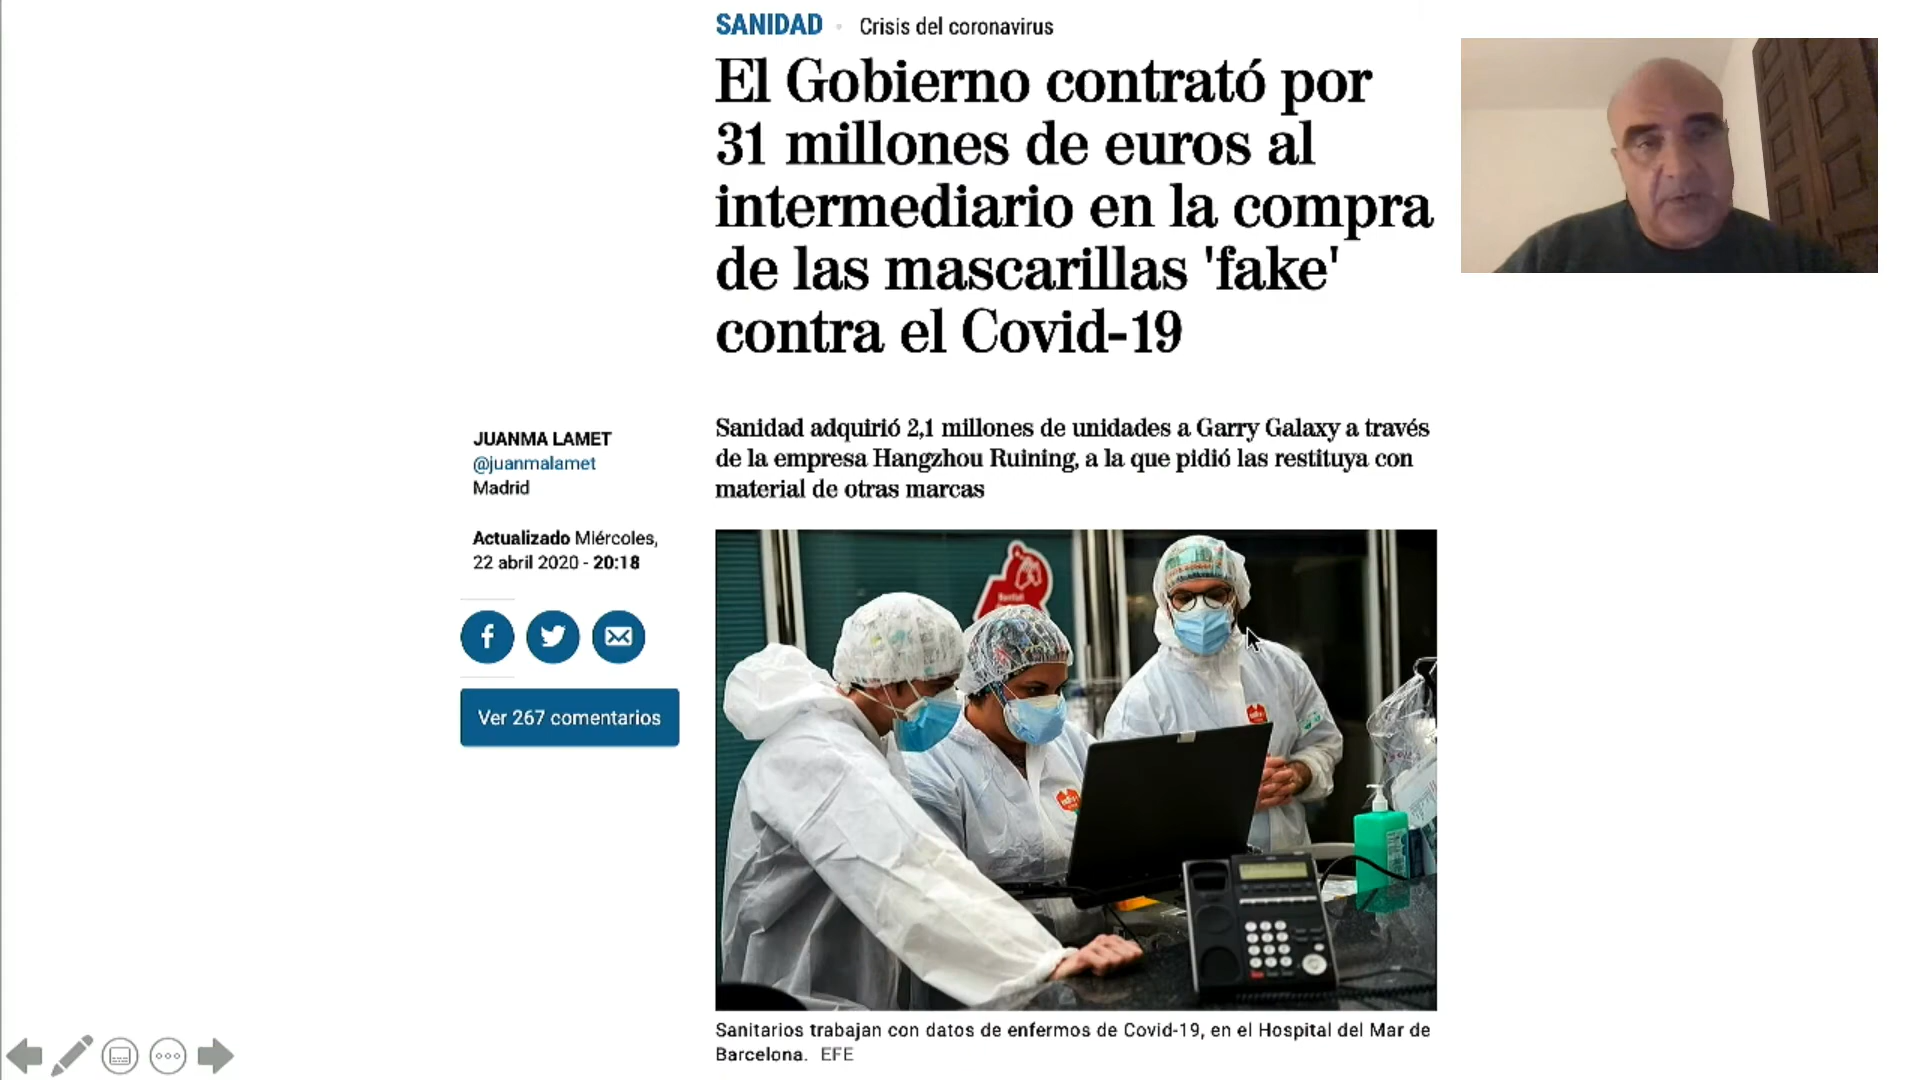 SANIDAD
Crisis del coronavirus
El Gobierno contrató por
31 millones de euros al
intermediario en la compra
de las mascarillas 'fake'
contra el Covid-19
Sanidad adquirió 2,1 millones de unidades a Garry Galaxy a través
de la empresa Hangzhou Ruining, a la que pidió las restituya con
material de otras marcas
JUANMA LAMET
@juanmalamet
Madrid
Actualizado Miércoles,
22 abril 2020 - 20:18
Ver 267 comentarios
Sanitarios trabajan con datos de enfermos de Covid-19, en el Hospital del Mar de
Barcelona. EFE